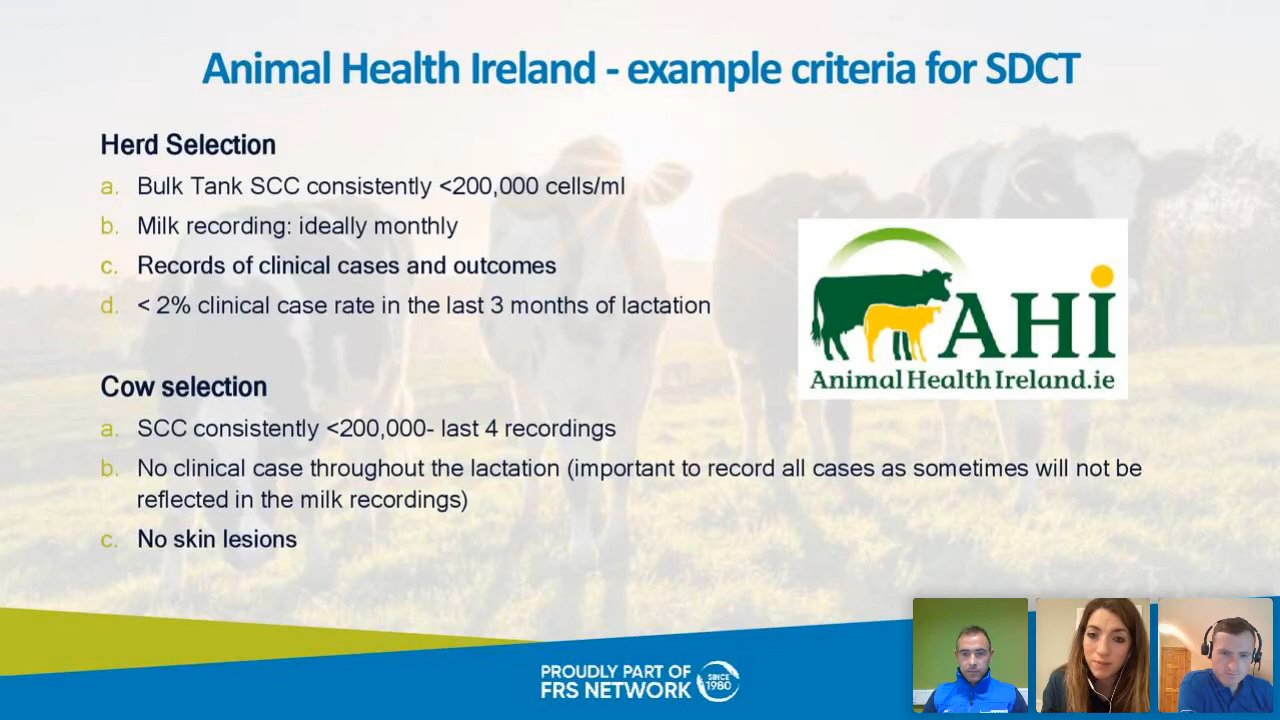 Animal Health Ireland - example criteria for SDCT
Herd Selection
a. Bulk Tank SCC consistently <200,000 cells/ml
b. Milk recording: ideally monthly
c. Records of clinical cases and outcomes
d. < 2% clinical case rate in the last 3 months of lactation
AHI
AnimalHealthIreland.ie
Cow selection
a. SCC consistently <200,000- last 4 recordings
b. No clinical case throughout the lactation (important to record all cases as sometimes will not be
reflected in the milk recordings)
c. No skin lesions
PROUDLY PART OF
FRS NETWORK
SINCE
1980